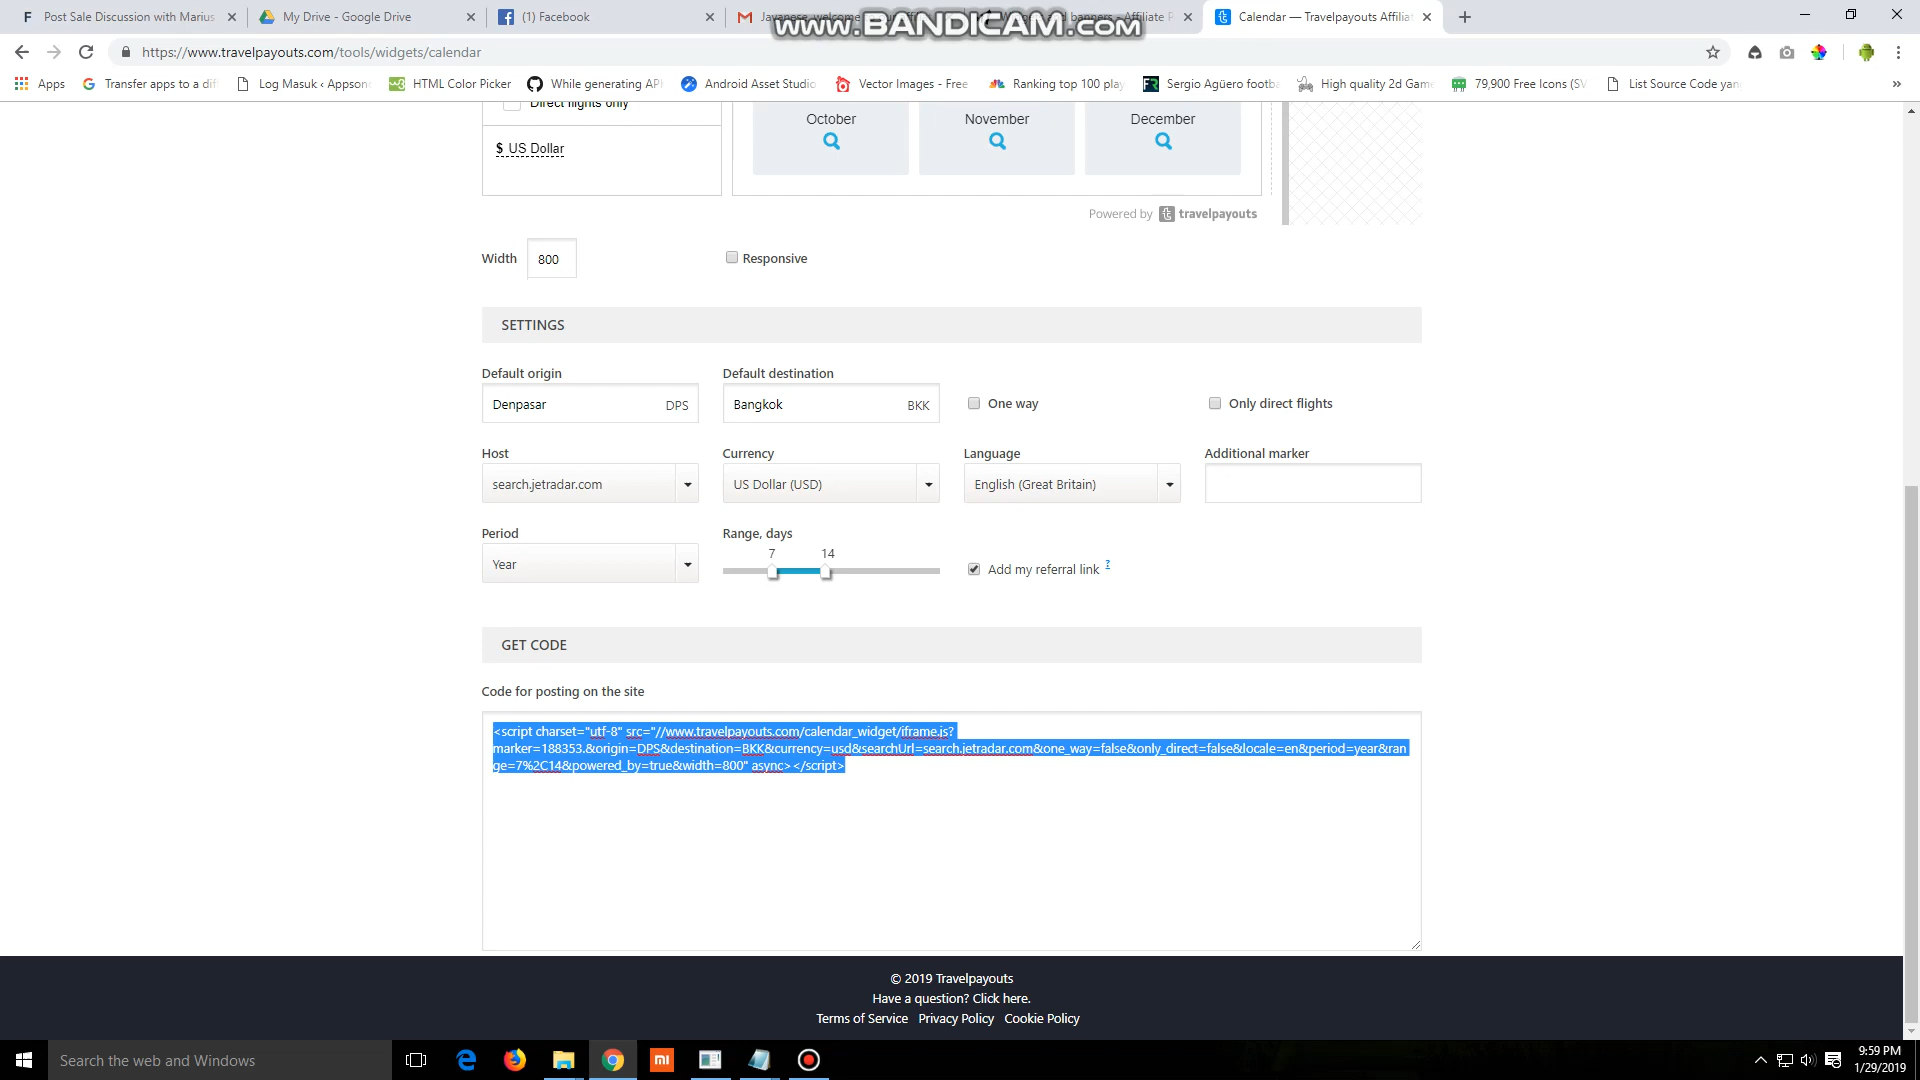 Post Sale Discussion with Marius
My Drive - Google Drive
(1) Facebook
Calendar — Travelpayouts Affilia
www.BANDICAM.com
https://www.travelpayouts.com/tools/widgets/calendar
Apps
Transfer apps to a dif
Log Masuk ‹ Appson
HTML Color Picker
While generating API
Android Asset Studio
Vector Images - Free
Ranking top 100 play
Sergio Agüero footba
High quality 2d Game
79,900 Free Icons (SV
List Source Code yan
Direct flights only
October
November
December
$ US Dollar
Powered by travelpayouts
Width
800
Responsive
SETTINGS
Default origin
Default destination
Denpasar DPS
Bangkok BKK
One way
Only direct flights
Host
Currency
Language
Additional marker
search.jetradar.com
US Dollar (USD)
English (Great Britain)
Period
Range, days
7
14
Year
Add my referral link ?
GET CODE
Code for posting on the site
<script charset="utf-8" src="//www.travelpayouts.com/calendar_widget/iframe.js?
marker=188353.&origin=DPS&destination=BKK&currency=usd&searchUrl=search.jetradar.com&one_way=false&only_direct=false&locale=en&period=year&ran
ge=7%2C14&powered_by=true&width=800" async></script>
© 2019 Travelpayouts
Have a question? Click here.
Terms of Service Privacy Policy Cookie Policy
Search the web and Windows
mi
9:59 PM
1/29/2019